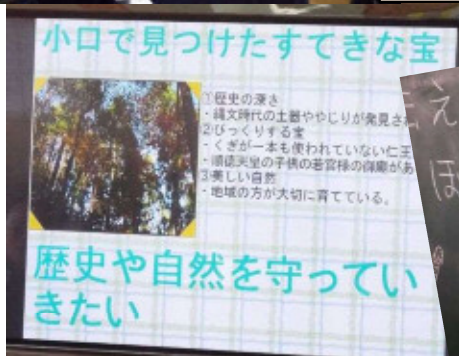 小口で見つけたすてきな宝
①歴史の深さ
・縄文時代の土器ややじりが発見さ
②びっくりする宝
・くぎが一本も使われていない仁王
・順徳天皇の子供の若宮様の御殿があ
③美しい自然
・地域の方が大切に育てている。
歴史や自然を守ってい
きたい
え
ほ